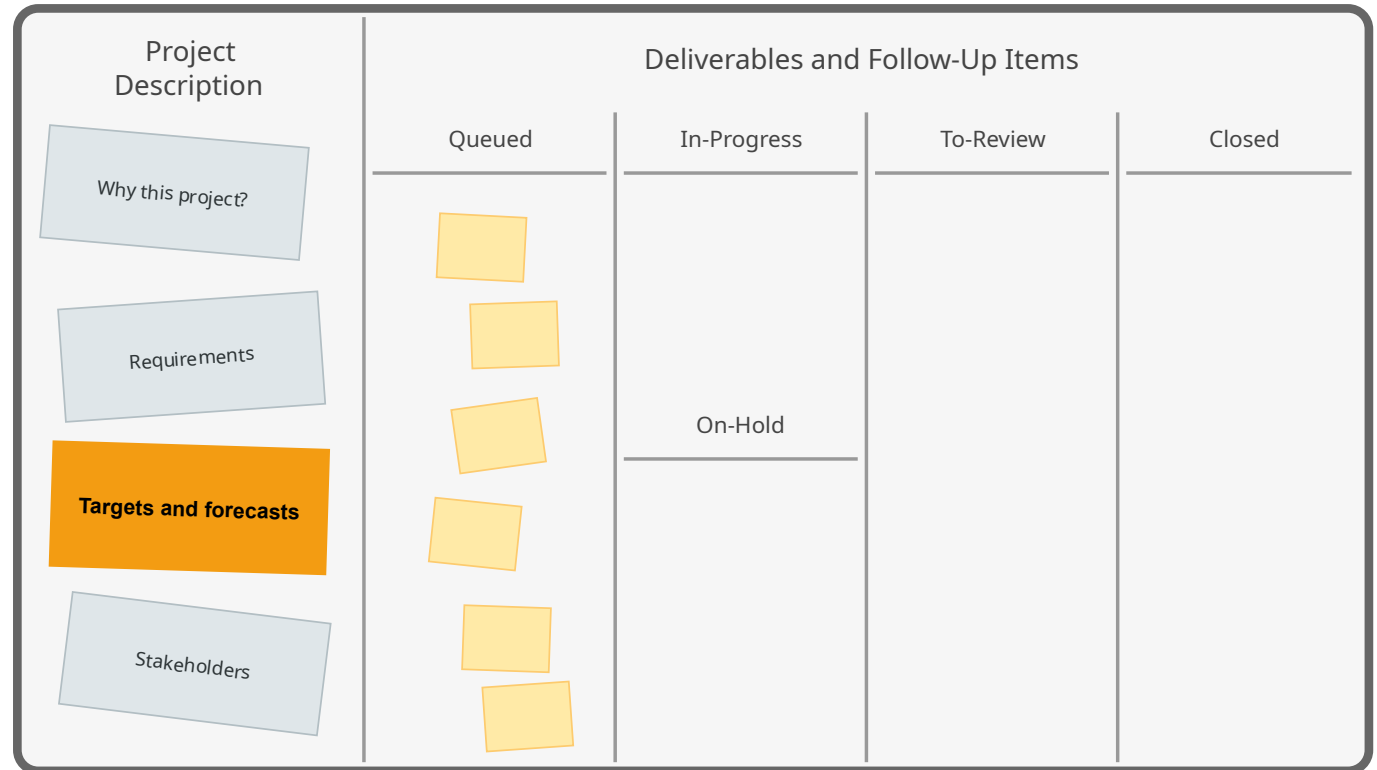 Project
Description
Deliverables and Follow-Up Items
Queued
In-Progress
To-Review
Closed
Why this project?
Requirements
On-Hold
Targets and forecasts
Stakeholders